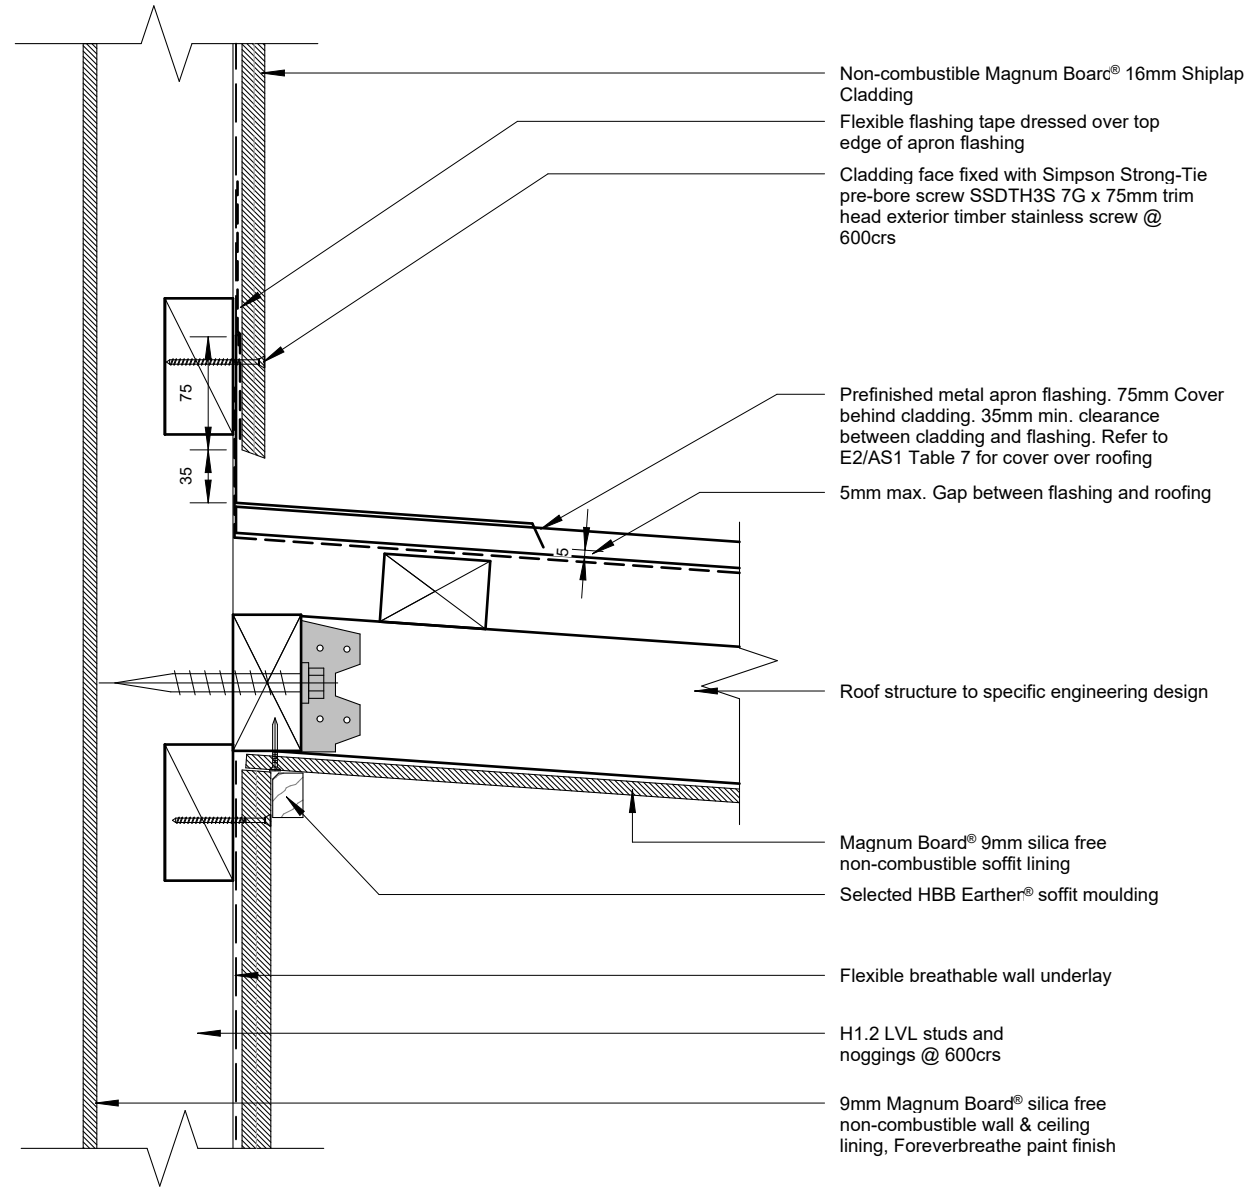 Non-combustible Magnum Board® 16mm Shiplap
Cladding
Flexible flashing tape dressed over top
edge of apron flashing
Cladding face fixed with Simpson Strong-Tie
pre-bore screw SSDTH3S 7G x 75mm trim
head exterior timber stainless screw @
600crs
75
35
Prefinished metal apron flashing. 75mm Cover
behind cladding. 35mm min. clearance
between cladding and flashing. Refer to
E2/AS1 Table 7 for cover over roofing
5mm max. Gap between flashing and roofing
5
Roof structure to specific engineering design
Magnum Board® 9mm silica free
non-combustible soffit lining
Selected HBB Earthen® soffit moulding
Flexible breathable wall underlay
H1.2 LVL studs and
noggings @ 600crs
9mm Magnum Board® silica free
non-combustible wall & ceiling
lining, Foreverbreathe paint finish